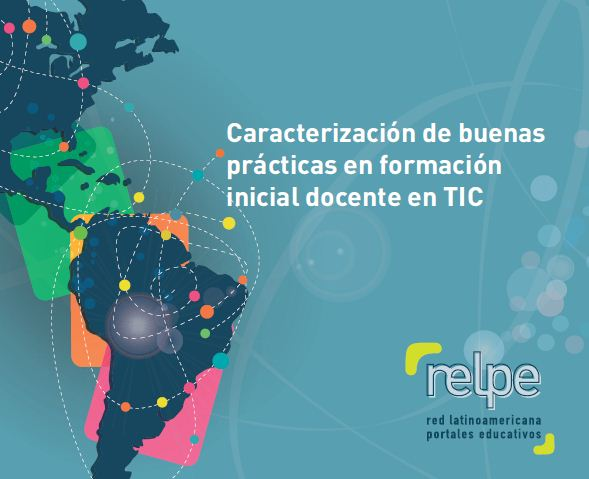 Caracterización de buenas
prácticas en formación
inicial docente en TIC
relpe
red latinoamericana
portales educativos